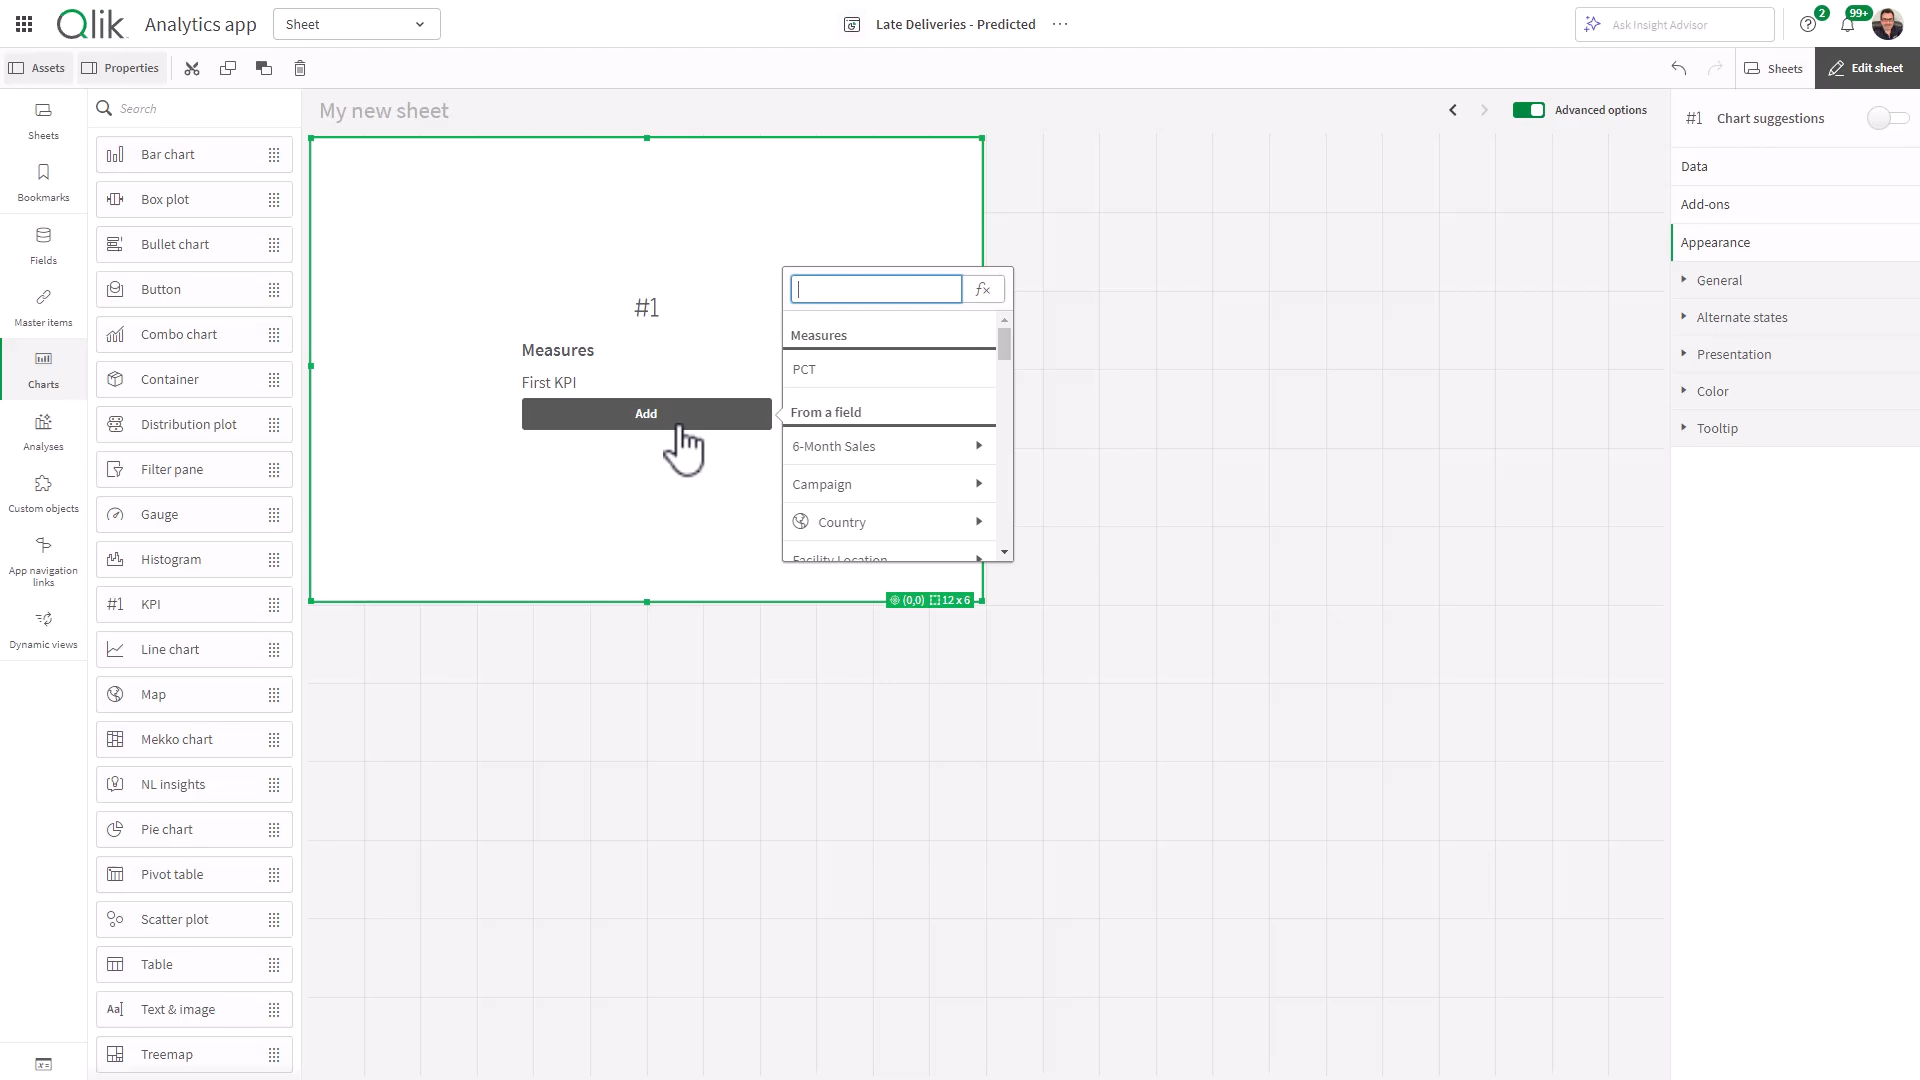 Qlik
Analytics app
Sheet
Late Deliveries - Predicted
...
Ask Insight Advisor
2
99+
Assets
Properties
Sheets
Edit sheet
Sheets
Bookmarks
Fields
Master items
Charts
Analyses
Custom objects
App navigation
links
Dynamic views
Search
Bar chart
Box plot
Bullet chart
Button
Combo chart
Container
Distribution plot
Filter pane
Gauge
Histogram
#1 KPI
Line chart
Map
Mekko chart
NL insights
Pie chart
Pivot table
Scatter plot
Table
Aa Text & image
Treemap
My new sheet
Advanced options
#1
Measures
First KPI
Add
fx
Measures
PCT
From a field
6-Month Sales
Campaign
Country
Facility Location
(0,0) 12 x 6
#1 Chart suggestions
Data
Add-ons
Appearance
General
Alternate states
Presentation
Color
Tooltip